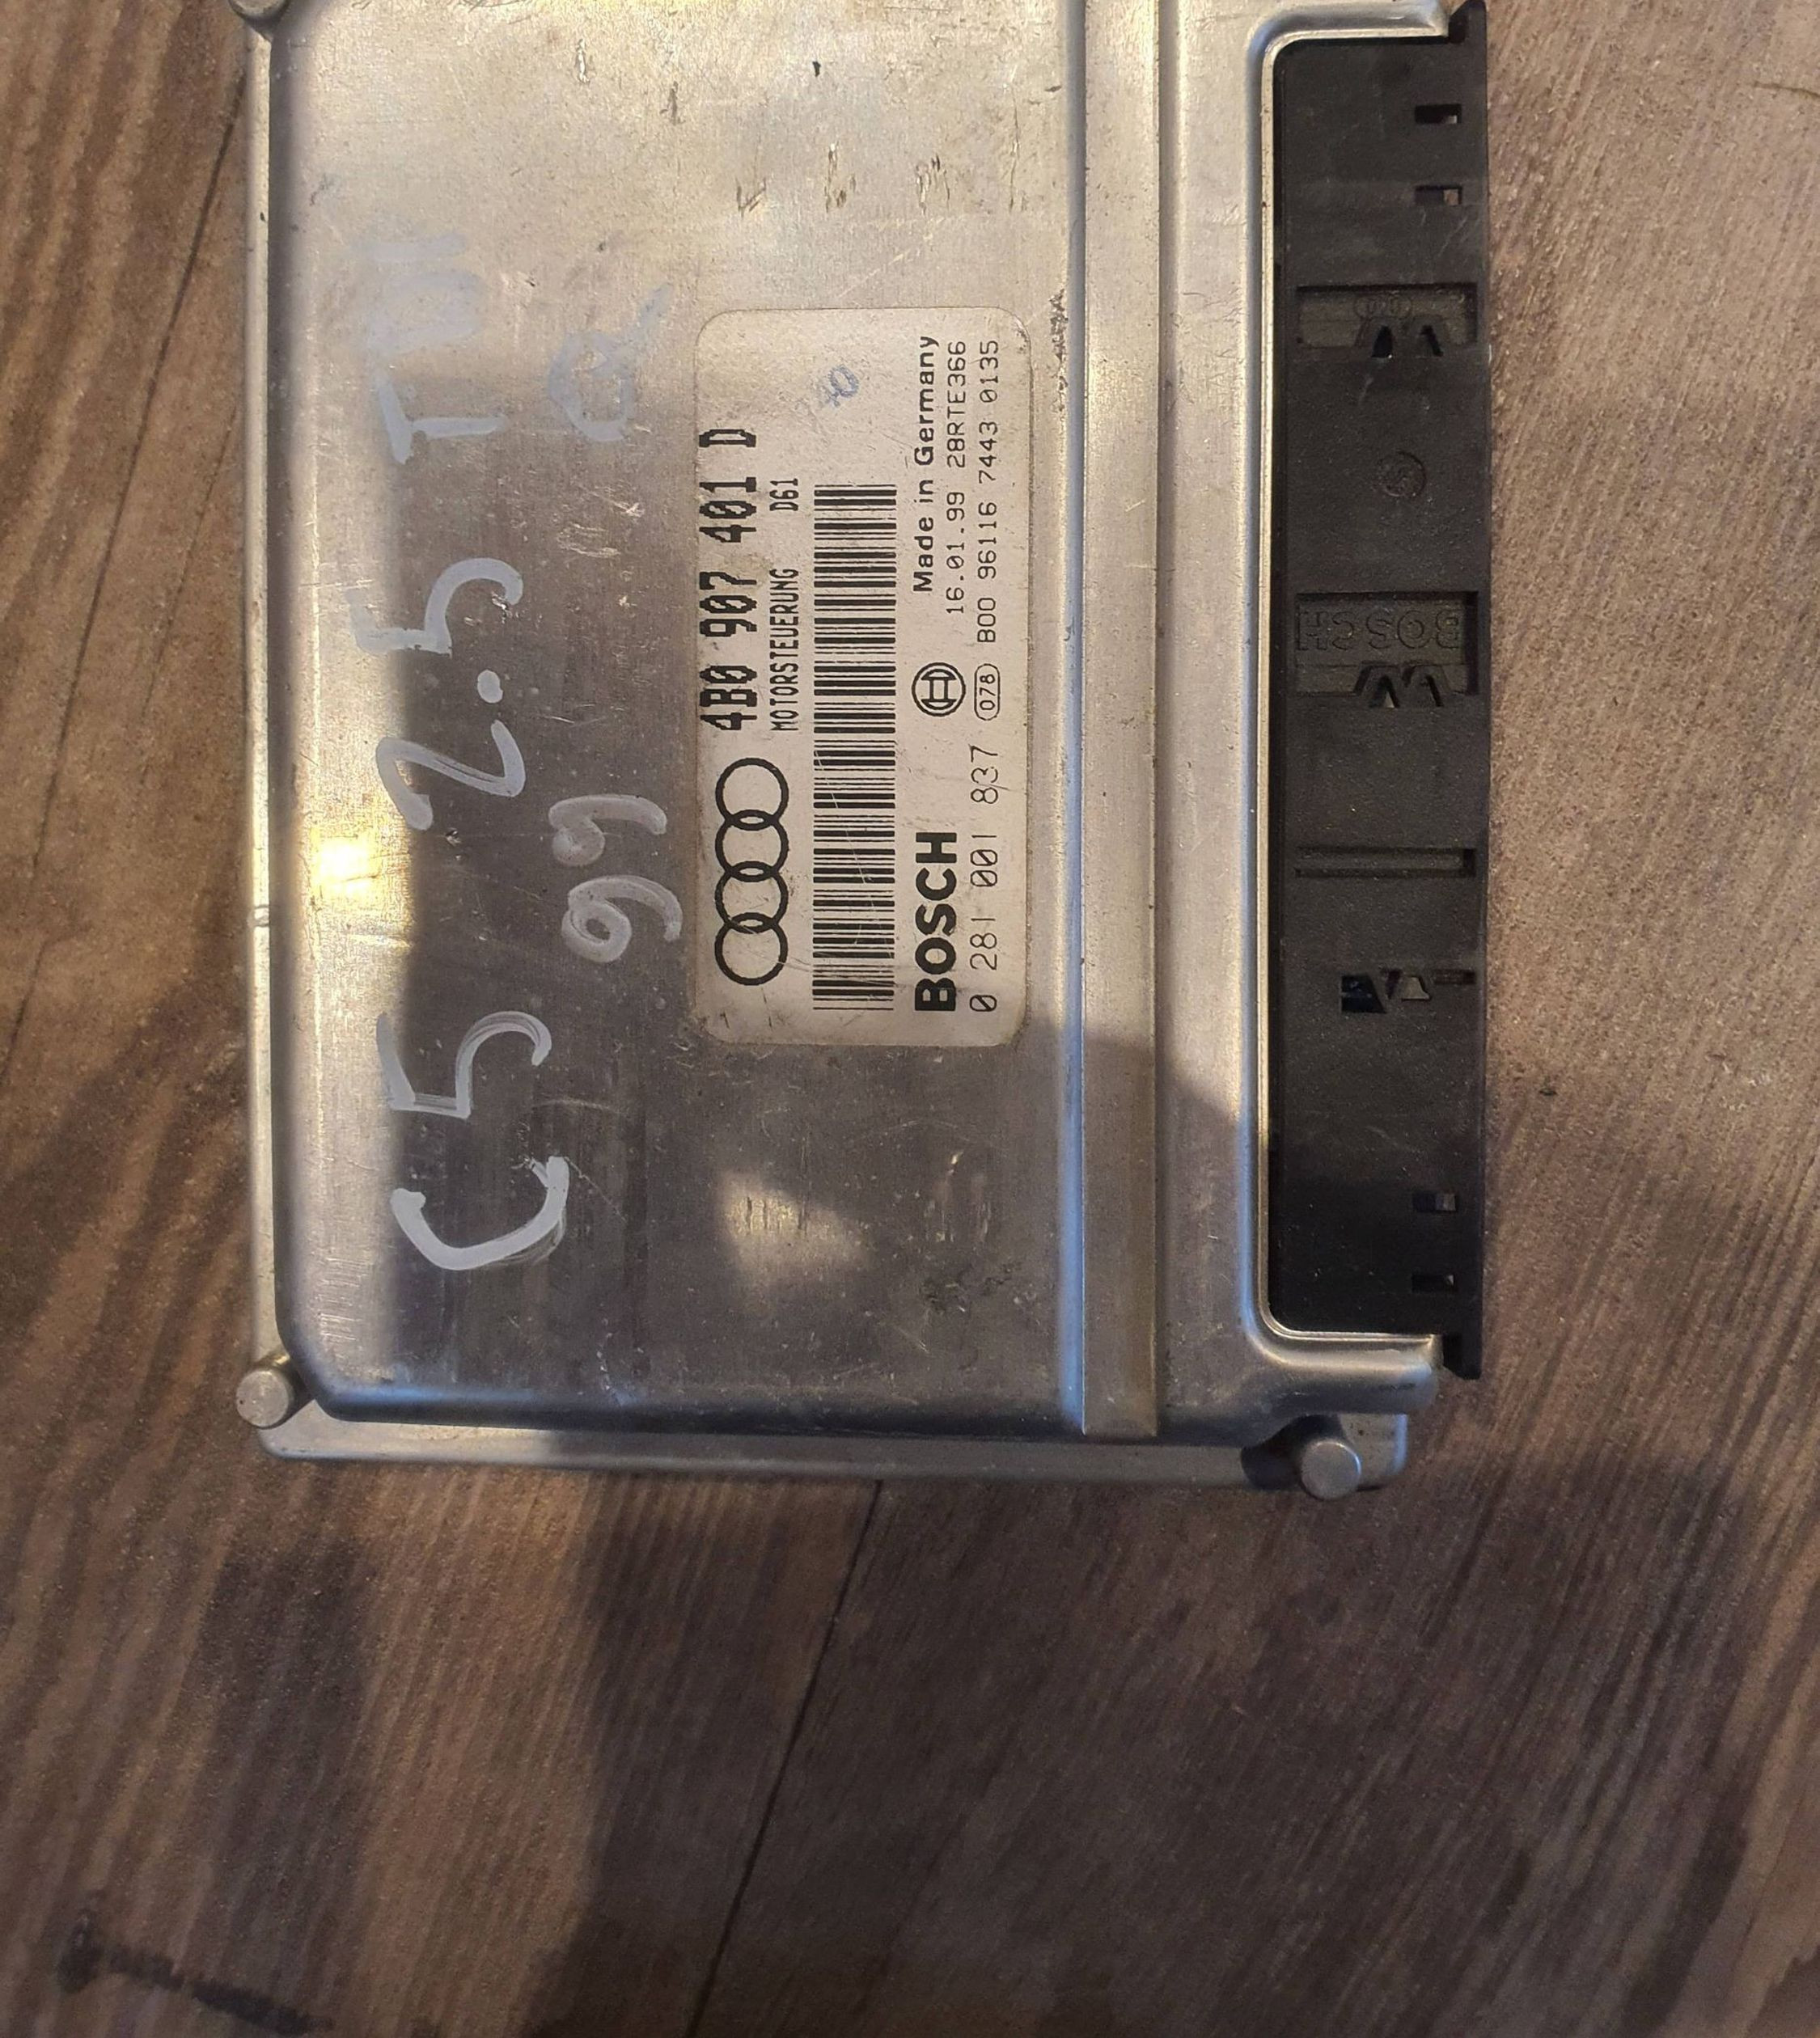 C5 2.5 TDI
99
4B0 907 401 D
MOTORSTEUERUNG D61
BOSCH
Made in Germany
16.01.99 28RTE366
0 281 001 837
078
B00 96116 7443 0135
BOSCH